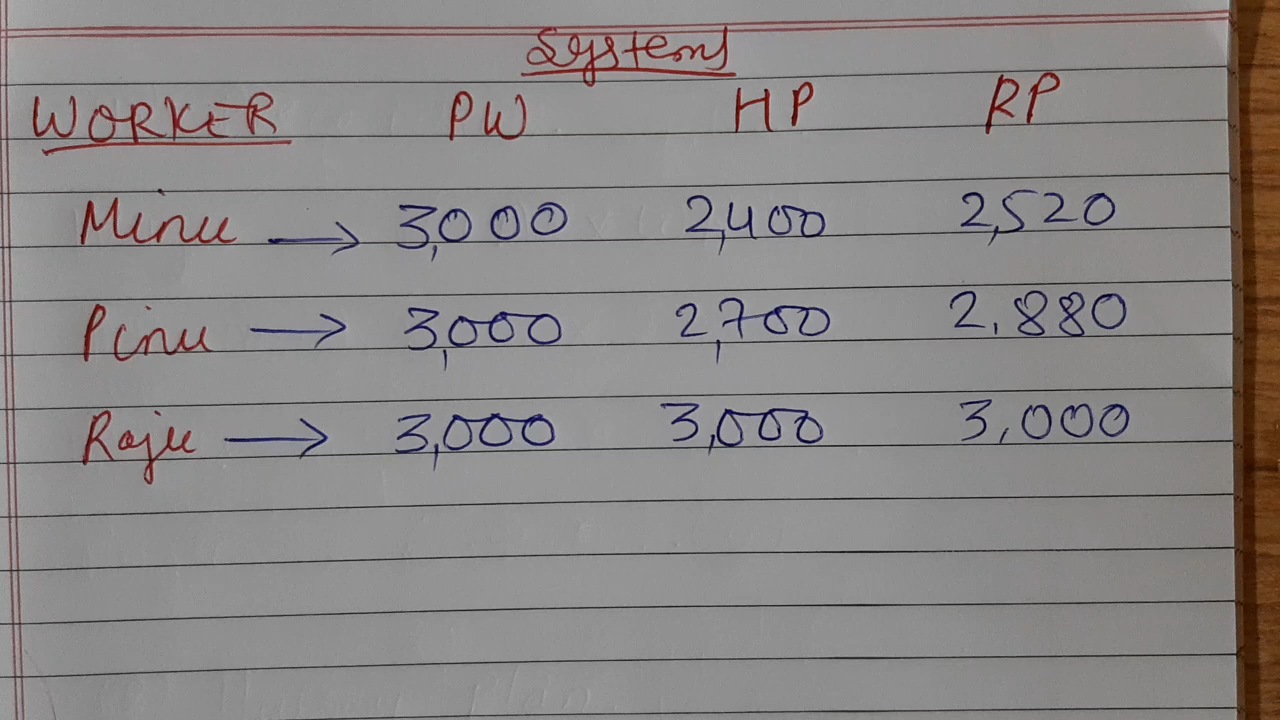 Systems
WORKER PW HP RP
Minu → 3,000 2,400 2,520
Pinu → 3,000 2,700 2,880
Raju → 3,000 3,000 3,000